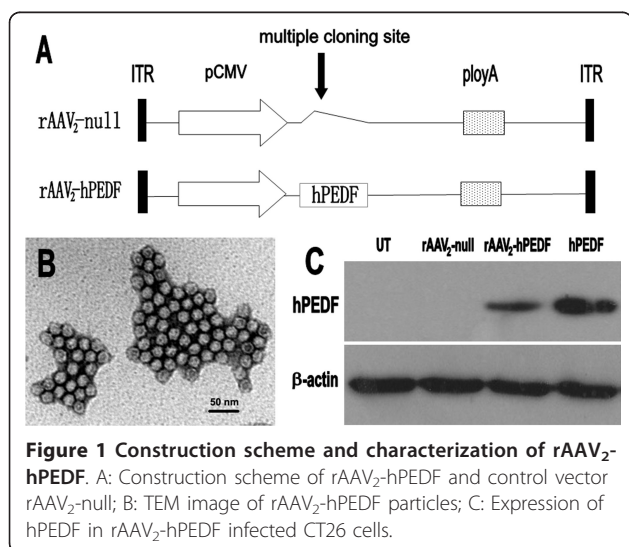 A
multiple cloning site
ITR
pCMV
ployA
ITR
rAAV₂-null
rAAV₂-hPEDF
hPEDF
B
50 nm
C
UT
rAAV₂-null
rAAV₂-hPEDF
hPEDF
hPEDF
β-actin
Figure 1 Construction scheme and characterization of rAAV₂-
hPEDF. A: Construction scheme of rAAV₂-hPEDF and control vector
rAAV₂-null; B: TEM image of rAAV₂-hPEDF particles; C: Expression of
hPEDF in rAAV₂-hPEDF infected CT26 cells.